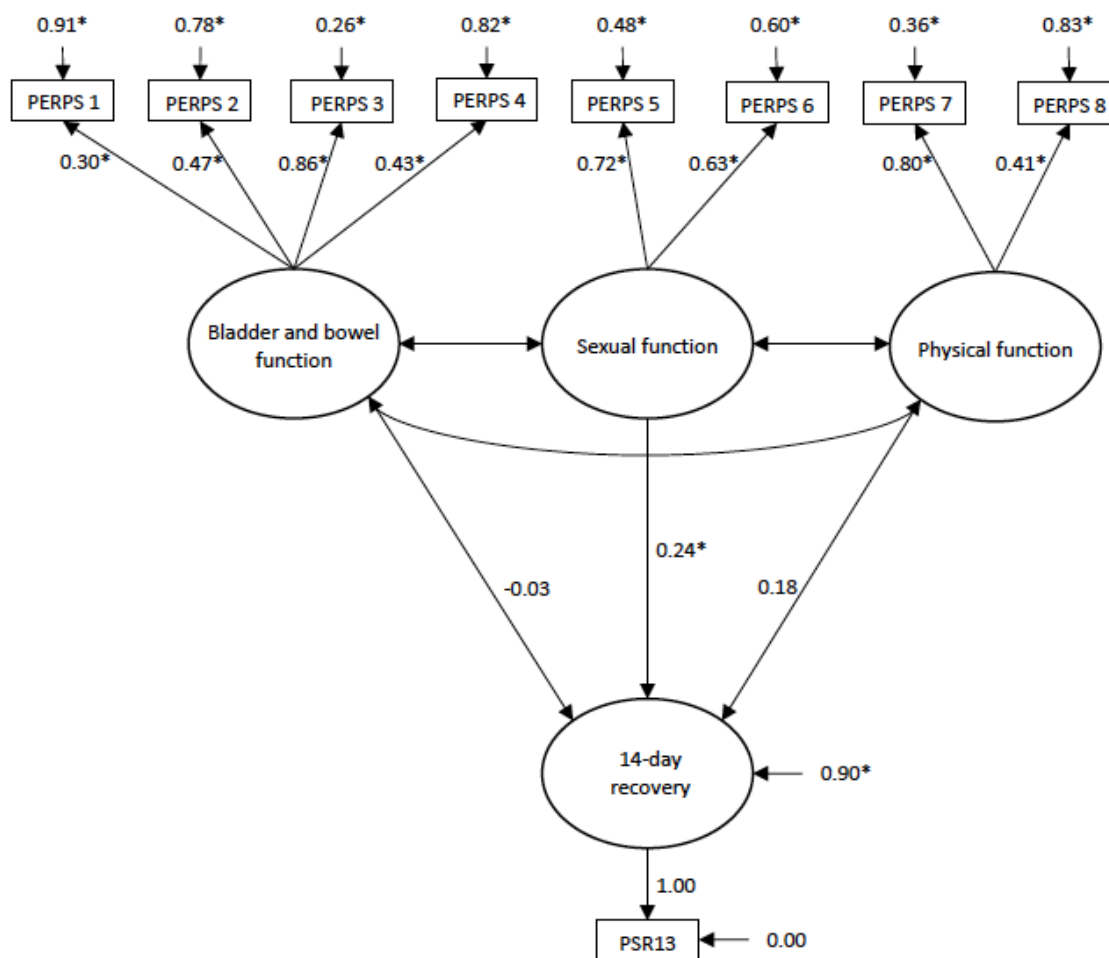 0.91* 0.78* 0.26* 0.82* 0.48* 0.60* 0.36* 0.83*
PERPS 1 PERPS 2 PERPS 3 PERPS 4 PERPS 5 PERPS 6 PERPS 7 PERPS 8
0.30* 0.47* 0.86* 0.43* 0.72* 0.63* 0.80* 0.41*
Bladder and bowel
function
Sexual function
Physical function
-0.03
0.24*
0.18
14-day
recovery
0.90*
1.00
PSR13
0.00